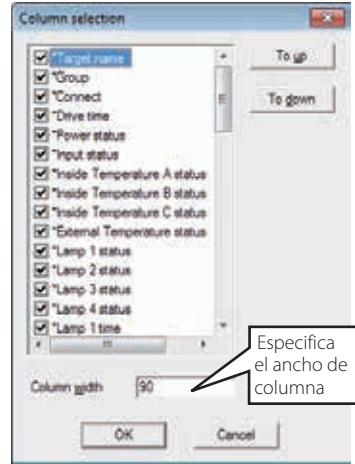 Column selection
*Target name
To up
*Group
*Connect
To down
*Drive time
*Power status
*Input status
*Inside Temperature A status
*Inside Temperature B status
*Inside Temperature C status
*External Temperature status
*Lamp 1 status
*Lamp 2 status
*Lamp 3 status
*Lamp 4 status
*Lamp 1 time
Especifica
el ancho de
columna
Column width
90
OK
Cancel